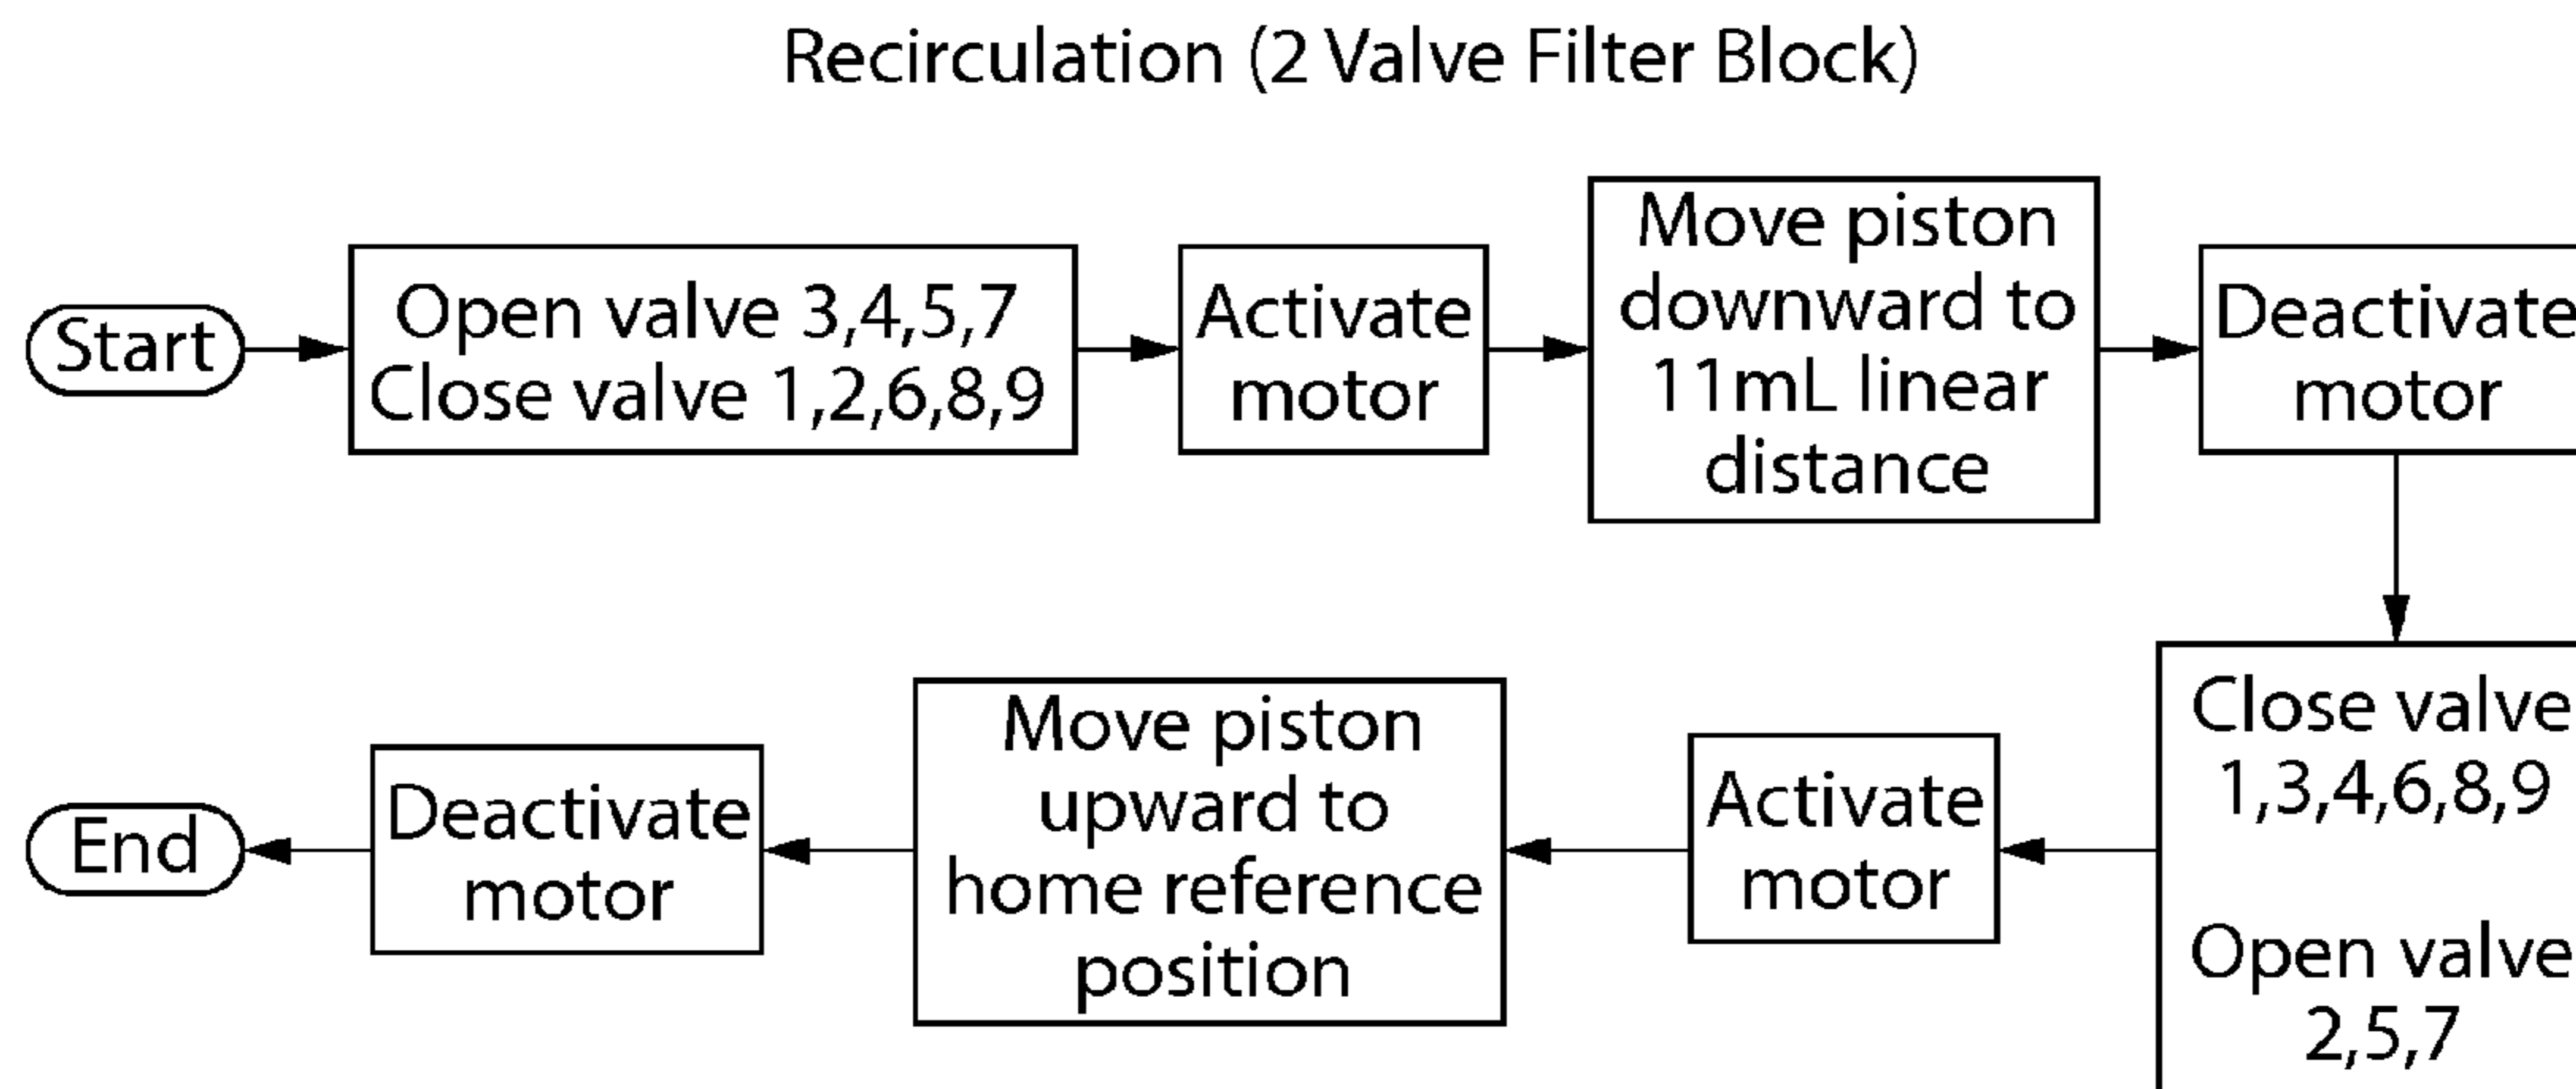 Recirculation (2 Valve Filter Block)
Start
Open valve 3,4,5,7
Close valve 1,2,6,8,9
Activate
motor
Move piston
downward to
11mL linear
distance
Deactivate
motor
Close valve
1,3,4,6,8,9
Open valve
2,5,7
Activate
motor
Move piston
upward to
home reference
position
Deactivate
motor
End